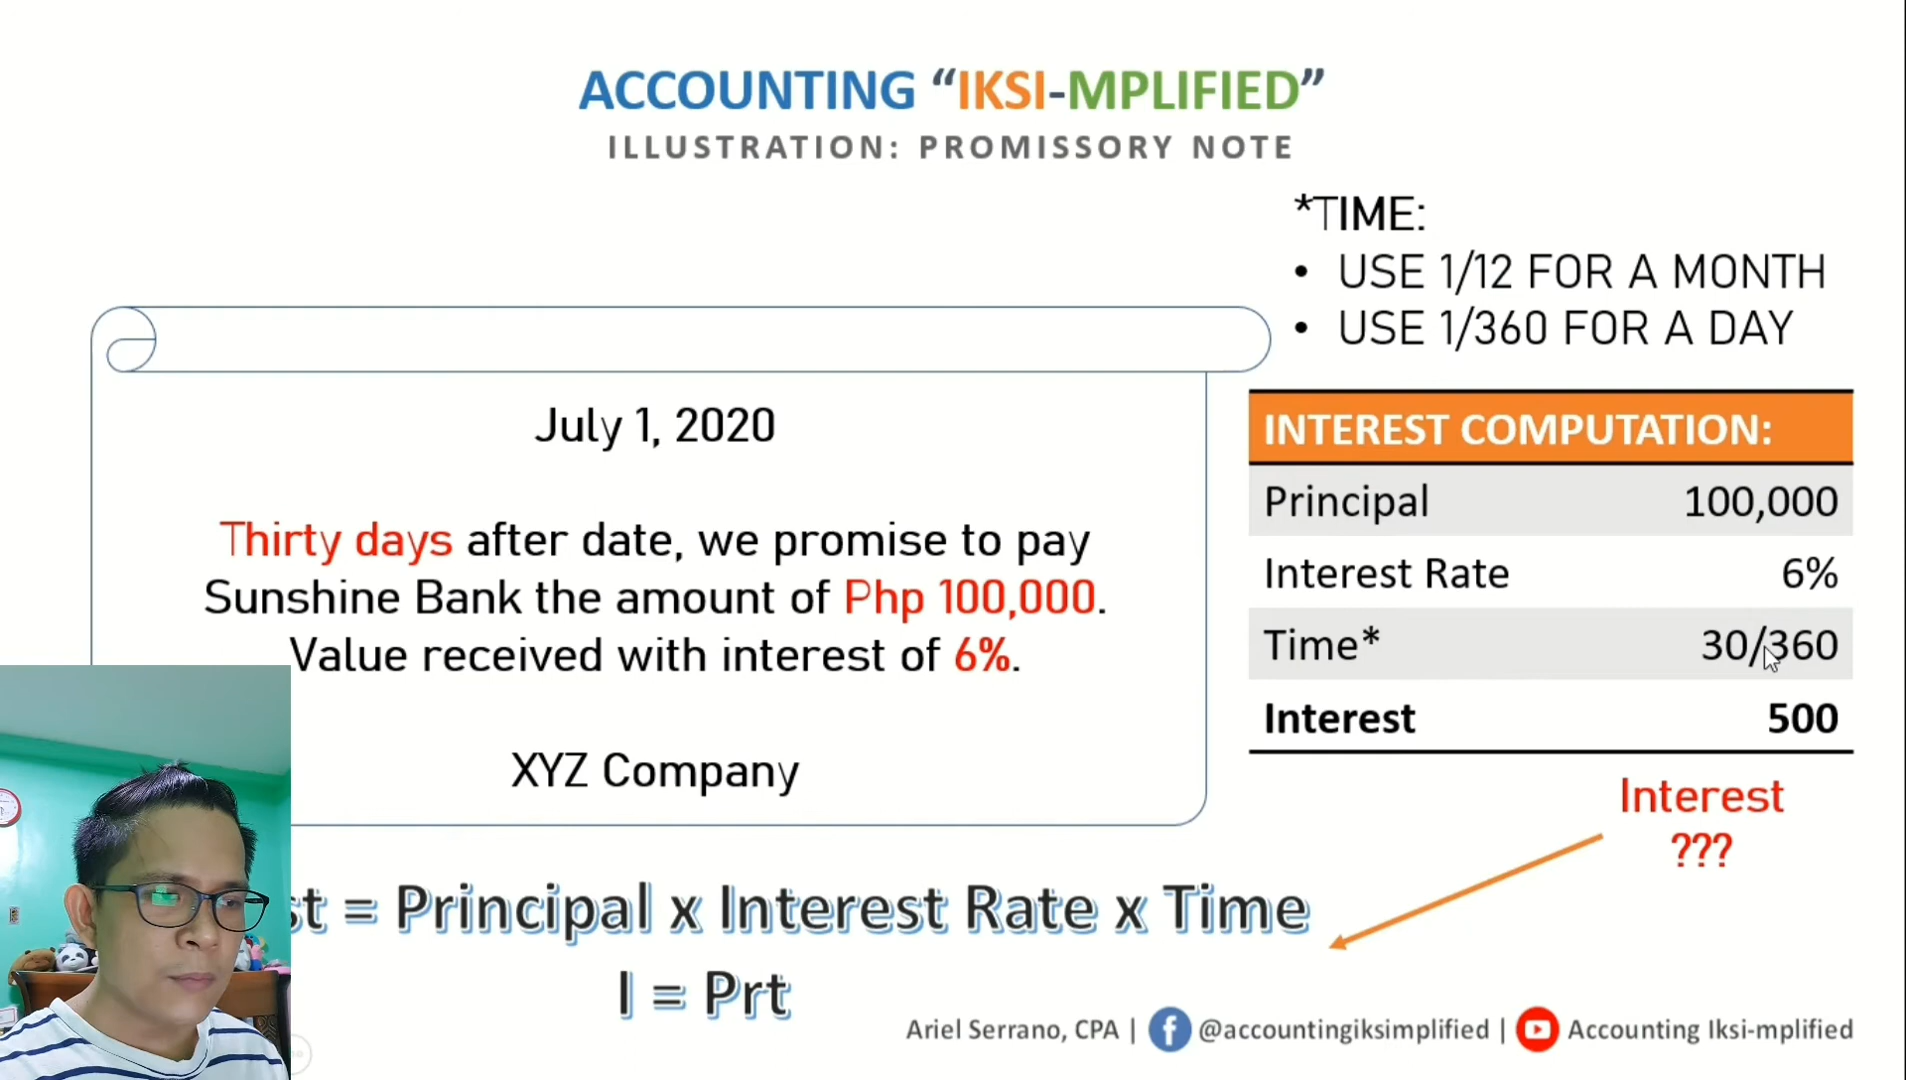 ACCOUNTING “IKSI-MPLIFIED”
ILLUSTRATION: PROMISSORY NOTE
*TIME:
• USE 1/12 FOR A MONTH
• USE 1/360 FOR A DAY
July 1, 2020
Thirty days after date, we promise to pay
Sunshine Bank the amount of Php 100,000.
Value received with interest of 6%.
XYZ Company
INTEREST COMPUTATION:
Principal 100,000
Interest Rate 6%
Time* 30/360
Interest 500
Interest
???
= Principal x Interest Rate x Time
I = Prt
Ariel Serrano, CPA | @accountingiksimplified | Accounting Iksi-mplified